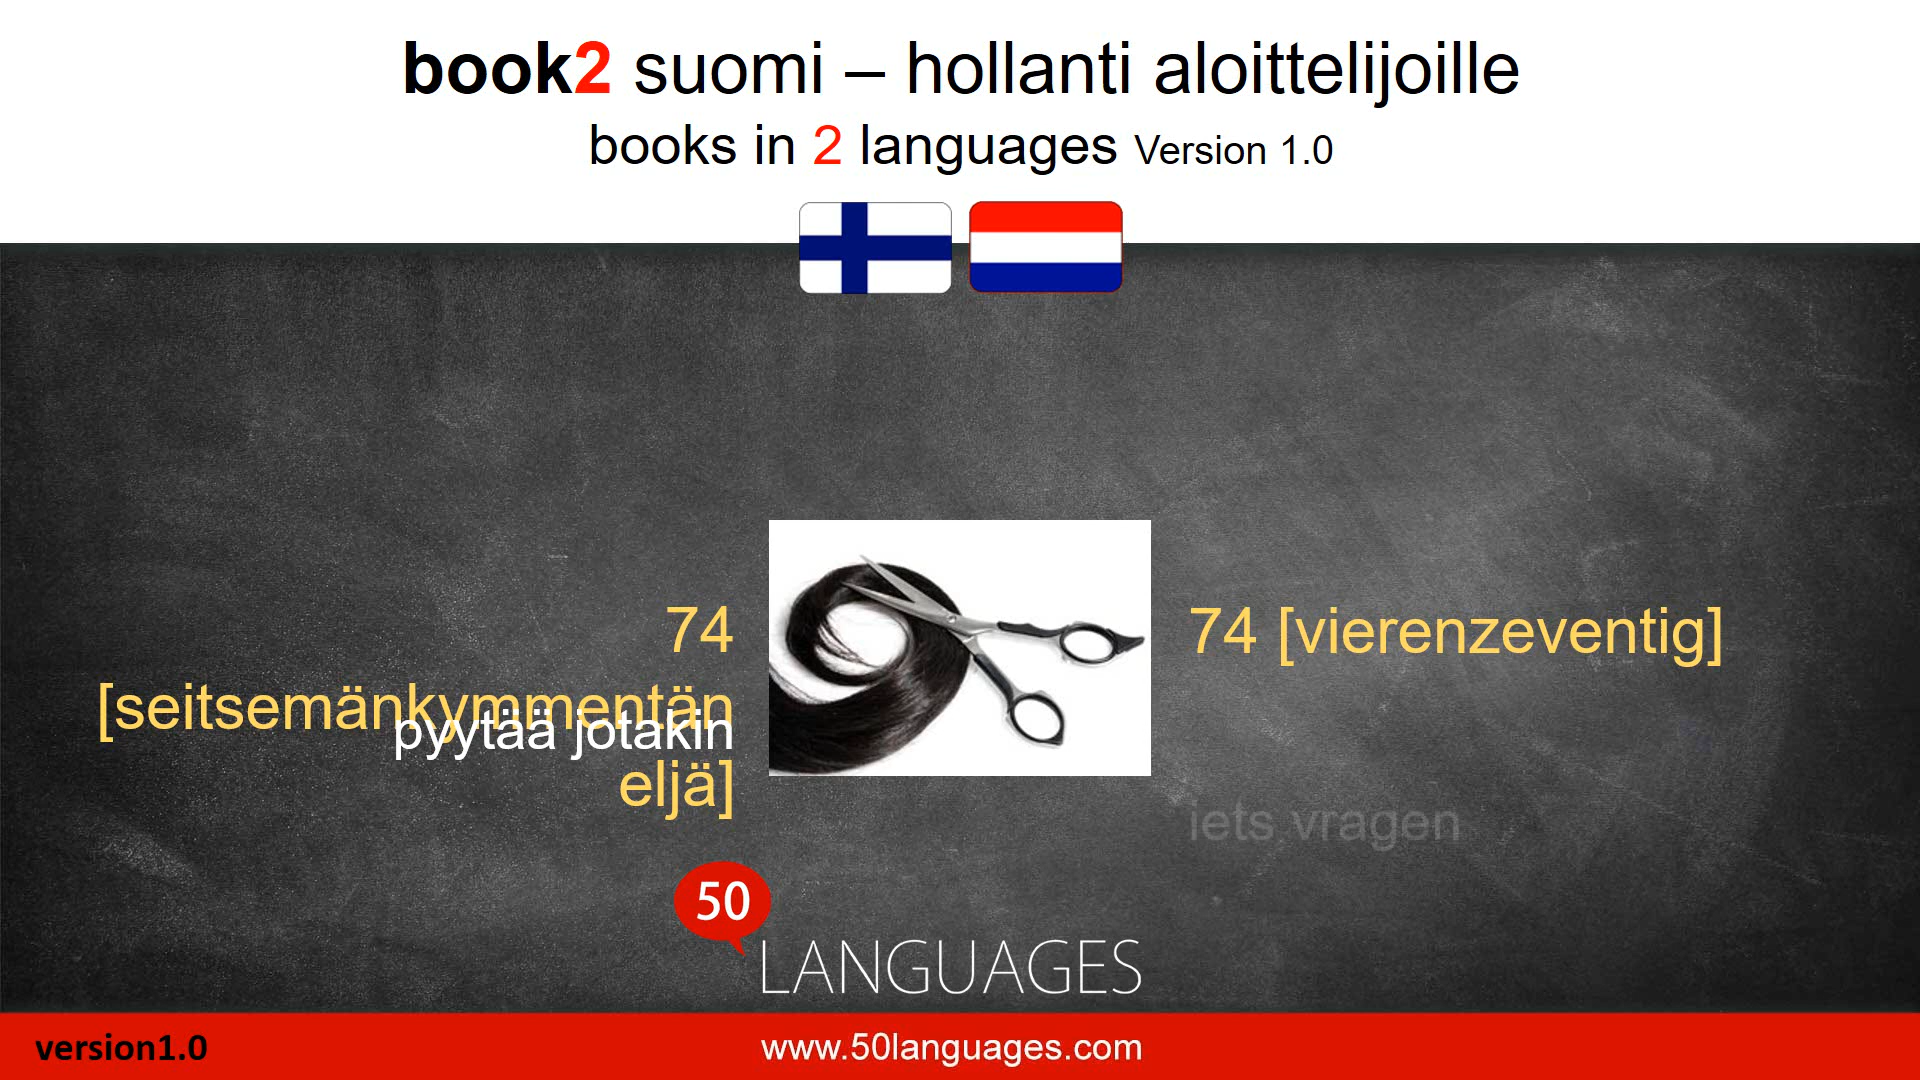 book2 suomi – hollanti aloittelijoille
books in 2 languages Version 1.0
74
[seitsemänkymmentän
eljä]
pyytää jotakin
74 [vierenzeventig]
iets vragen
50
LANGUAGES
version1.0
www.50languages.com